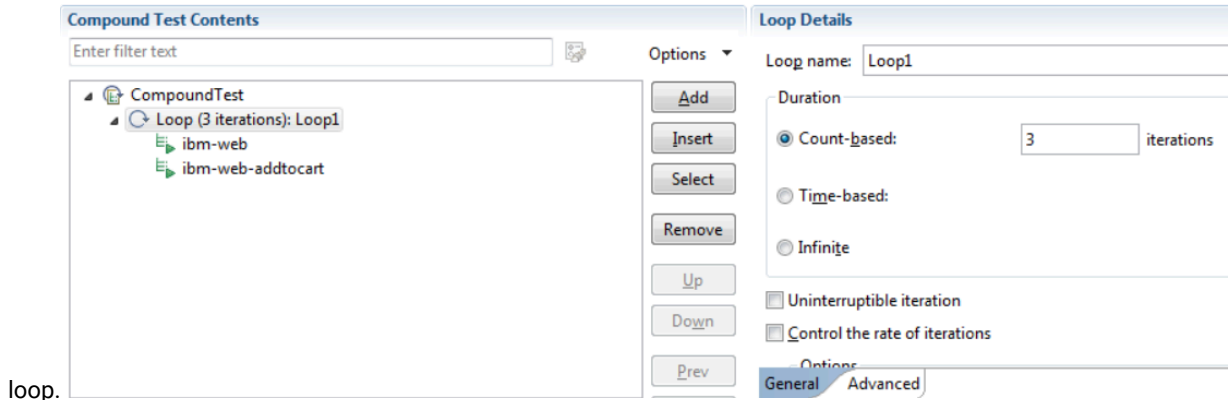 Compound Test Contents
Enter filter text
Options
CompoundTest
Loop (3 iterations): Loop1
ibm-web
ibm-web-addtocart
Add
Insert
Select
Remove
Up
Down
Prev
Loop Details
Loop name: Loop1
Duration
Count-based: 3 iterations
Time-based:
Infinite
Uninterruptible iteration
Control the rate of iterations
Options
General Advanced
loop.